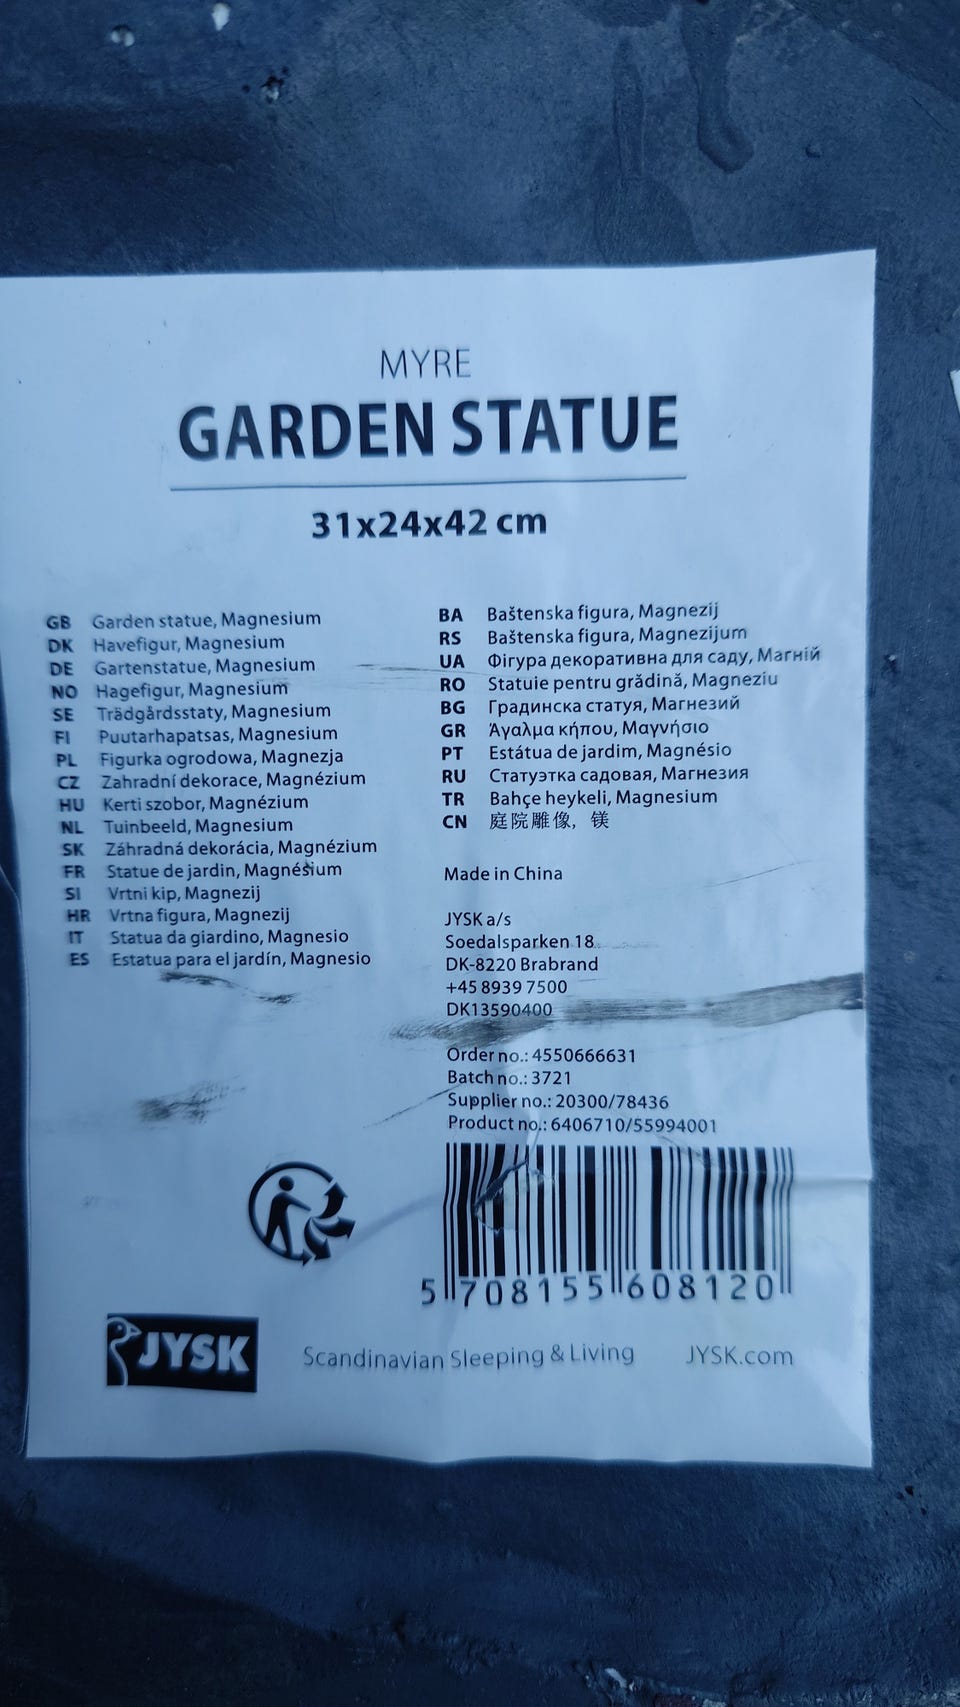 MYRE
GARDEN STATUE
31x24x42 cm
GB Garden statue, Magnesium
DK Havefigur, Magnesium
DE Gartenstatue, Magnesium
NO Hagefigur, Magnesium
SE Trädgårdsstaty, Magnesium
FI Puutarhapatsas, Magnesium
PL Figurka ogrodowa, Magnezja
CZ Zahradní dekorace, Magnézium
HU Kerti szobor, Magnézium
NL Tuinbeeld, Magnesium
SK Záhradná dekorácia, Magnézium
FR Statue de jardin, Magnésium
SI Vrtni kip, Magnezij
HR Vrtna figura, Magnezij
IT Statua da giardino, Magnesio
ES Estatua para el jardín, Magnesio
BA Baštenska figura, Magnezij
RS Baštenska figura, Magnezijum
UA Фігура декоративна для саду, Магній
RO Statuie pentru grădină, Magneziu
BG Градинска статуя, Магнезий
GR Άγαλμα κήπου, Μαγνήσιο
PT Estátua de jardim, Magnésio
RU Статуэтка садовая, Магнезия
TR Bahçe heykeli, Magnesium
CN 庭院雕像, 镁
Made in China
JYSK a/s
Soedalsparken 18
DK-8220 Brabrand
+45 8939 7500
DK13590400
Order no.: 4550666631
Batch no.: 3721
Supplier no.: 20300/78436
Product no.: 6406710/55994001
5 708155 608120
JYSK Scandinavian Sleeping & Living JYSK.com